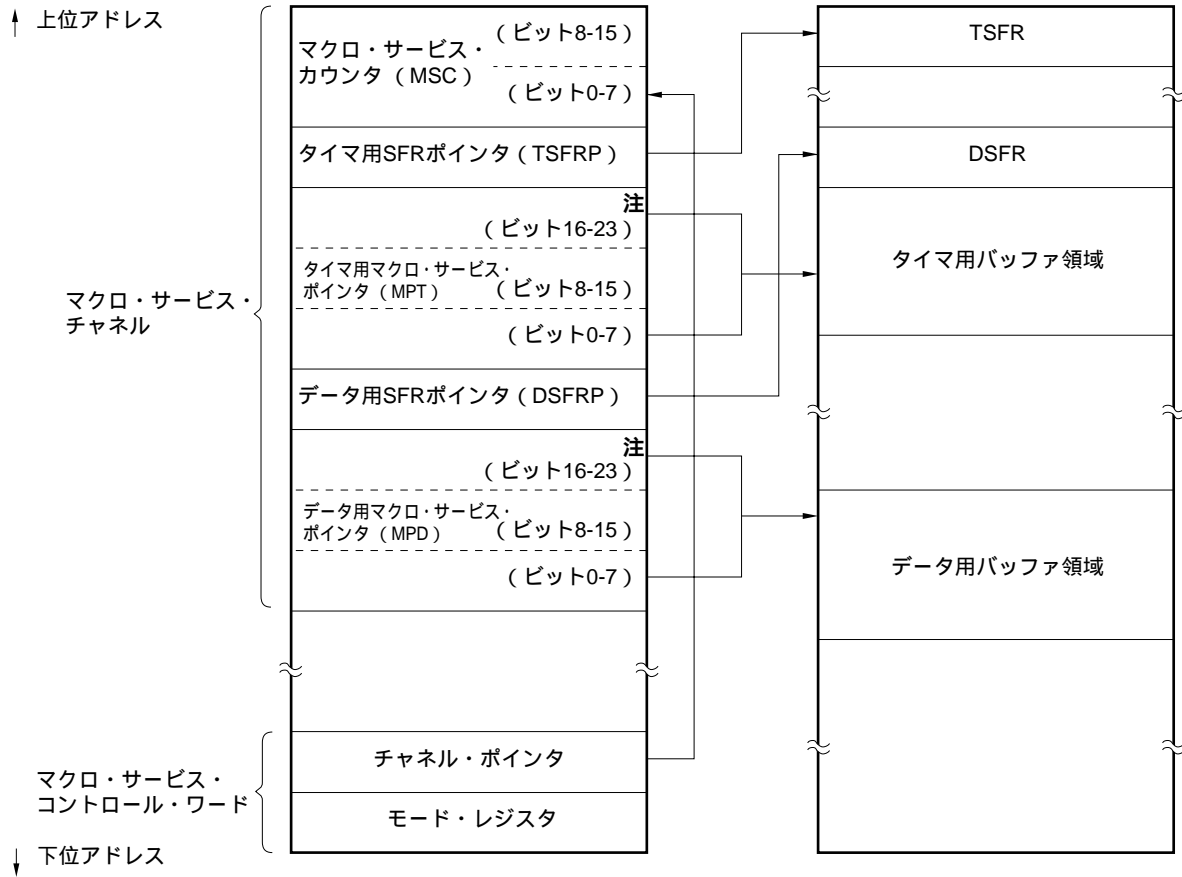 上位アドレス
マクロ・サービス・
カウンタ（MSC）
（ビット8-15）
（ビット0-7）
タイマ用SFRポインタ（TSFRP）
注
（ビット16-23）
タイマ用マクロ・サービス・
ポインタ（MPT）
（ビット8-15）
（ビット0-7）
データ用SFRポインタ（DSFRP）
注
（ビット16-23）
データ用マクロ・サービス・
ポインタ（MPD）
（ビット8-15）
（ビット0-7）
マクロ・サービス・
チャネル
チャネル・ポインタ
モード・レジスタ
マクロ・サービス・
コントロール・ワード
下位アドレス
TSFR
DSFR
タイマ用バッファ領域
データ用バッファ領域